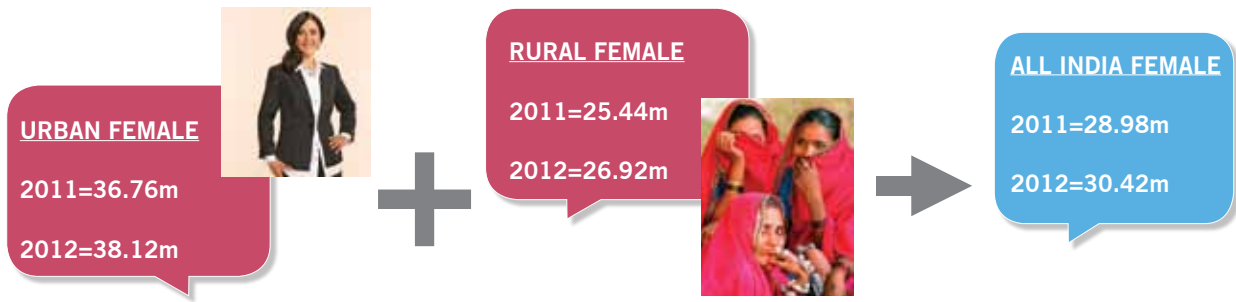 URBAN FEMALE
2011=36.76m
2012=38.12m
RURAL FEMALE
2011=25.44m
2012=26.92m
ALL INDIA FEMALE
2011=28.98m
2012=30.42m